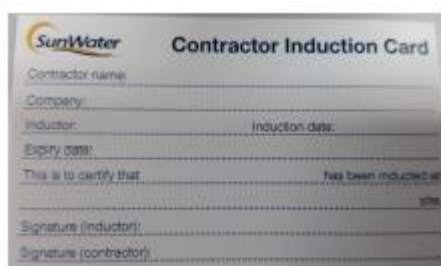 SunWater Contractor Induction Card
Contractor name:
Company:
Inductor: Induction date:
Expiry date:
This is to certify that has been inducted at
site
Signature (inductor):
Signature (contractor):